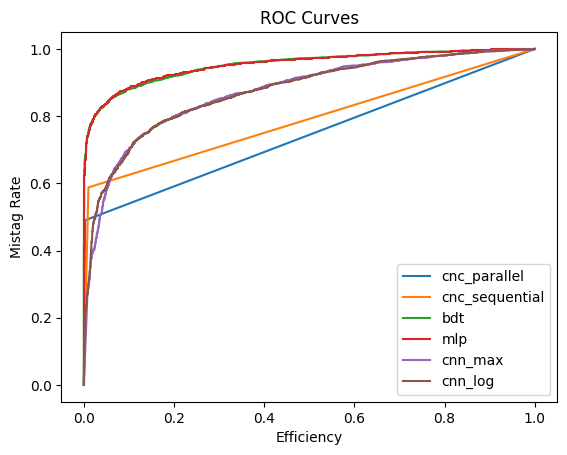 ROC Curves
Mistag Rate
1.0
0.8
0.6
0.4
0.2
0.0
cnc_parallel
cnc_sequential
bdt
mlp
cnn_max
cnn_log
0.0 0.2 0.4 0.6 0.8 1.0
Efficiency